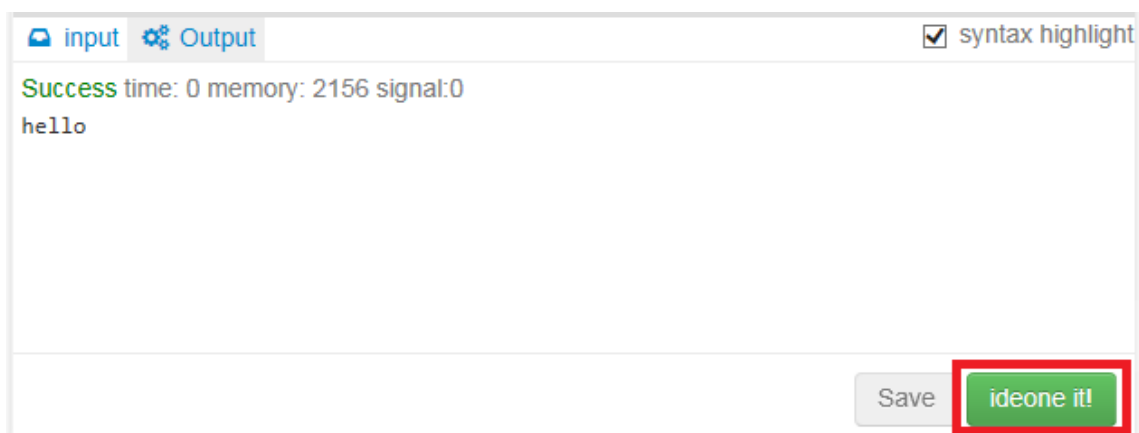 input Output syntax highlight
Success time: 0 memory: 2156 signal:0
hello
Save ideone it!